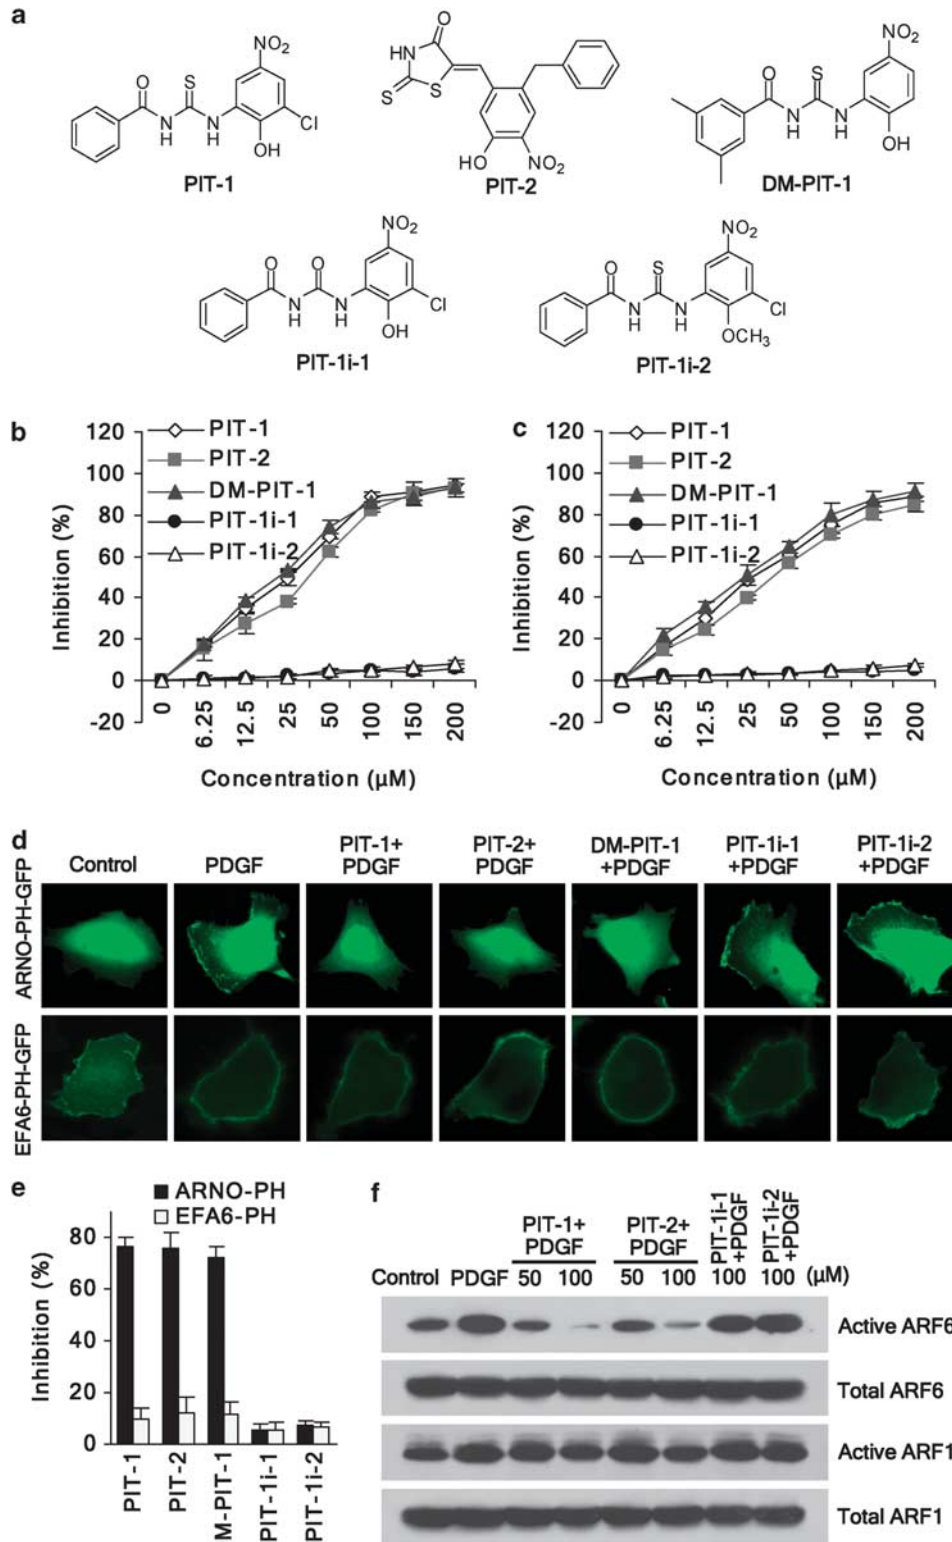 a
NO₂
O
S
N
H
N
H
Cl
OH
PIT-1
O
HN
S
S
HO
NO₂
PIT-2
NO₂
O
S
N
H
N
H
OH
DM-PIT-1
NO₂
O
O
N
H
N
H
Cl
OH
PIT-1i-1
NO₂
O
S
N
H
N
H
Cl
OCH₃
PIT-1i-2
b
Inhibition (%)
120
100
80
60
40
20
0
-20
PIT-1
PIT-2
DM-PIT-1
PIT-1i-1
PIT-1i-2
0 6.25 12.5 25 50 100 150 200
Concentration (µM)
c
Inhibition (%)
120
100
80
60
40
20
0
-20
PIT-1
PIT-2
DM-PIT-1
PIT-1i-1
PIT-1i-2
0 6.25 12.5 25 50 100 150 200
Concentration (µM)
d
Control
PDGF
PIT-1+
PDGF
PIT-2+
PDGF
DM-PIT-1
+PDGF
PIT-1i-1
+PDGF
PIT-1i-2
+PDGF
ARNO-PH-GFP
EFA6-PH-GFP
e
ARNO-PH
EFA6-PH
Inhibition (%)
80
60
40
20
0
PIT-1
PIT-2
M-PIT-1
PIT-1i-1
PIT-1i-2
f
Control
PDGF
PIT-1+
PDGF
50 100
PIT-2+
PDGF
50 100
PIT-1i-1
+PDGF
100
PIT-1i-2
+PDGF
100
(µM)
Active ARF6
Total ARF6
Active ARF1
Total ARF1